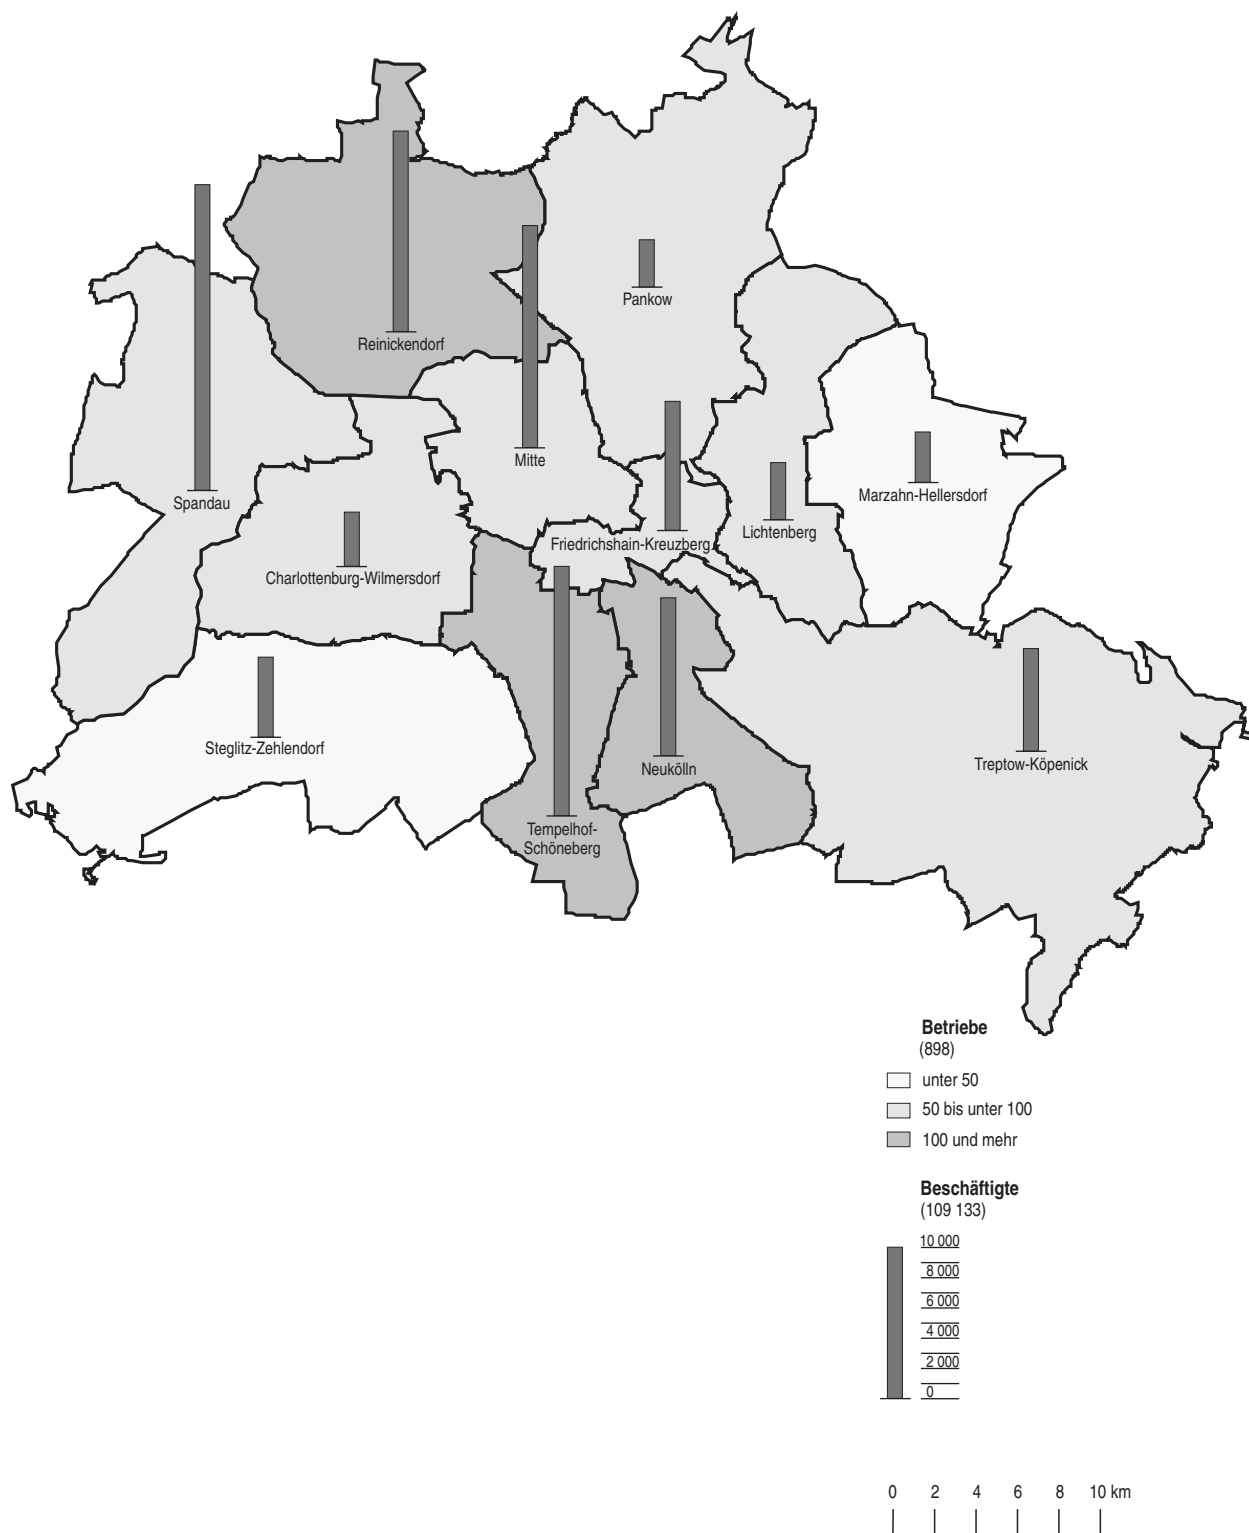 Pankow
Reinickendorf
Mitte
Marzahn-Hellersdorf
Spandau
Lichtenberg
Friedrichshain-Kreuzberg
Charlottenburg-Wilmersdorf
Steglitz-Zehlendorf
Treptow-Köpenick
Neukölln
Tempelhof-
Schöneberg
Betriebe
(898)
unter 50
50 bis unter 100
100 und mehr
Beschäftigte
(109 133)
10 000
8 000
6 000
4 000
2 000
0
0 2 4 6 8 10 km